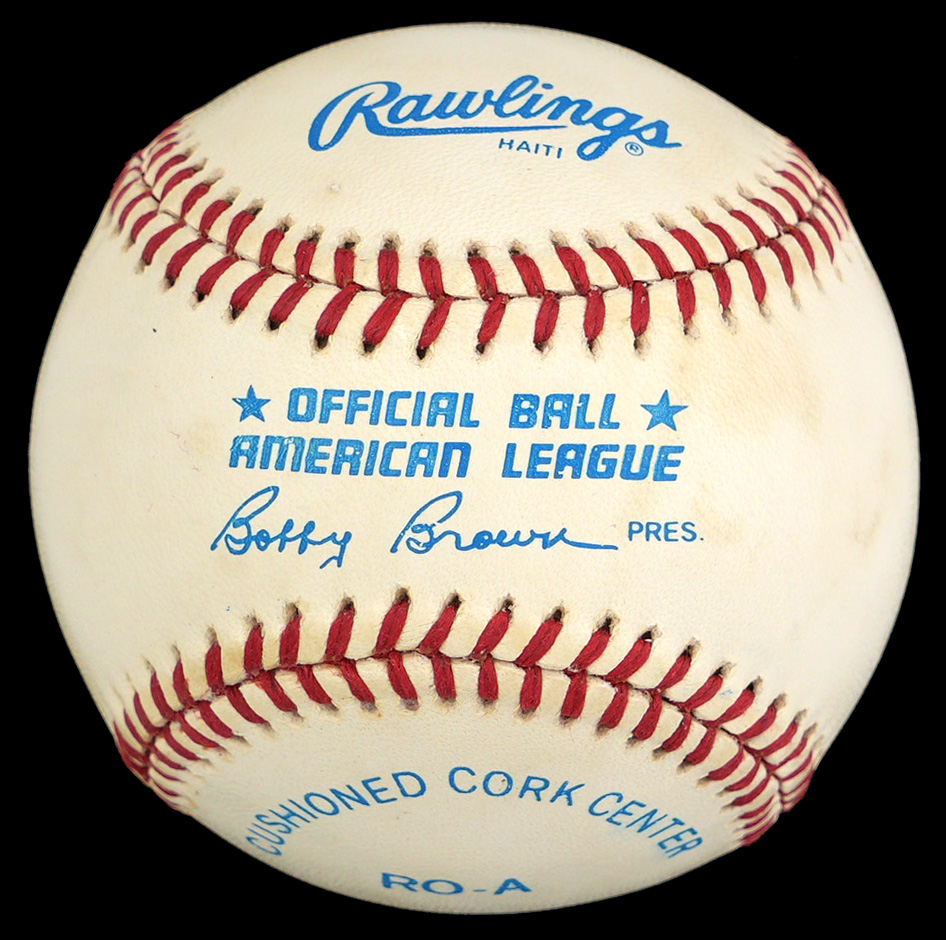 Rawlings
HAITI ®
★ OFFICIAL BALL ★
AMERICAN LEAGUE
Bobby Brown PRES.
CUSHIONED CORK CENTER
RO-A